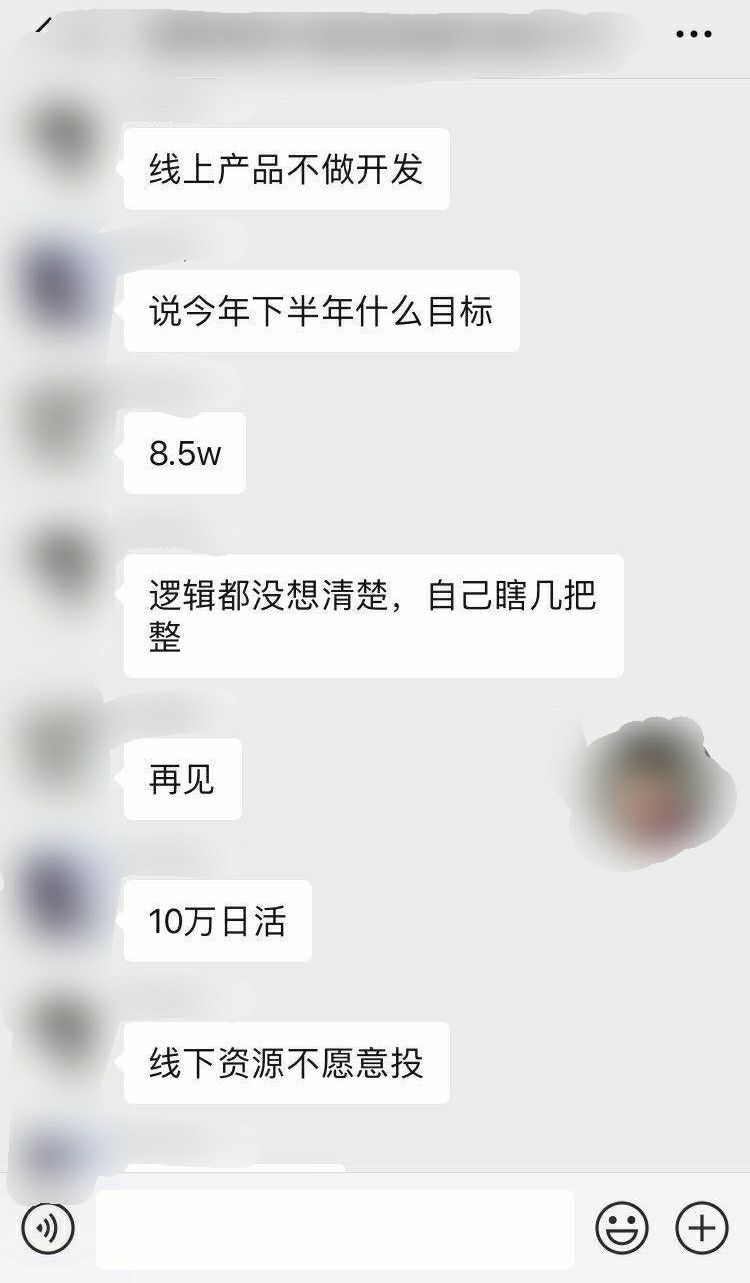 线上产品不做开发
说今年下半年什么目标
8.5w
逻辑都没想清楚，自己瞎几把
整
再见
10万日活
线下资源不愿意投